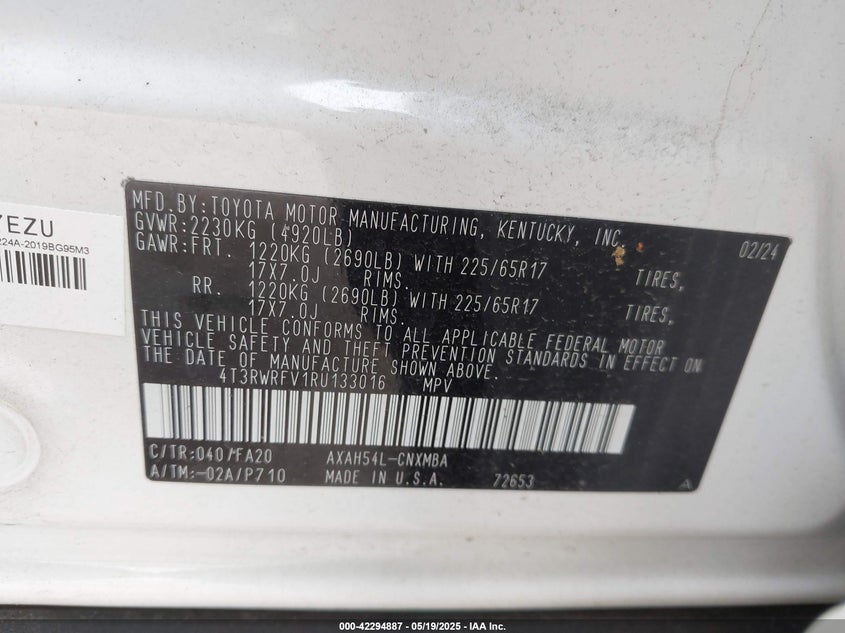 7EZU
224A-2019BG95M3
MFD.BY:TOYOTA MOTOR MANUFACTURING, KENTUCKY, INC.
GVWR:2230KG (4920LB) 02/24
GAWR:FRT. 1220KG (2690LB) WITH 225/65R17 TIRES,
17X7.0J RIMS.
RR. 1220KG (2690LB) WITH 225/65R17 TIRES,
17X7.0J RIMS.
THIS VEHICLE CONFORMS TO ALL APPLICABLE FEDERAL MOTOR
VEHICLE SAFETY AND THEFT PREVENTION STANDARDS IN EFFECT ON
THE DATE OF MANUFACTURE SHOWN ABOVE.
4T3RWRFV1RU133016 MPV
C/TR:040/FA20 AXAH54L-CNXMBA
A/TM:-02A/P710 MADE IN U.S.A. 72653 A
000-42294887 - 05/19/2025 - IAA Inc.